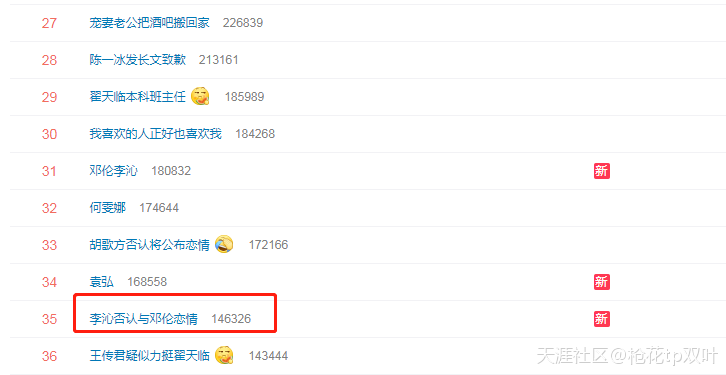 27 宠妻老公把酒吧搬回家 226839
28 陈一冰发长文致歉 213161
29 翟天临本科班主任 185989
30 我喜欢的人正好也喜欢我 184268
31 邓伦李沁 180832 新
32 何雯娜 174644
33 胡歌方否认将公布恋情 172166
34 袁弘 168558 新
35 李沁否认与邓伦恋情 146326 新
36 王传君疑似力挺翟天临 143444
天涯社区@枪花tp双叶